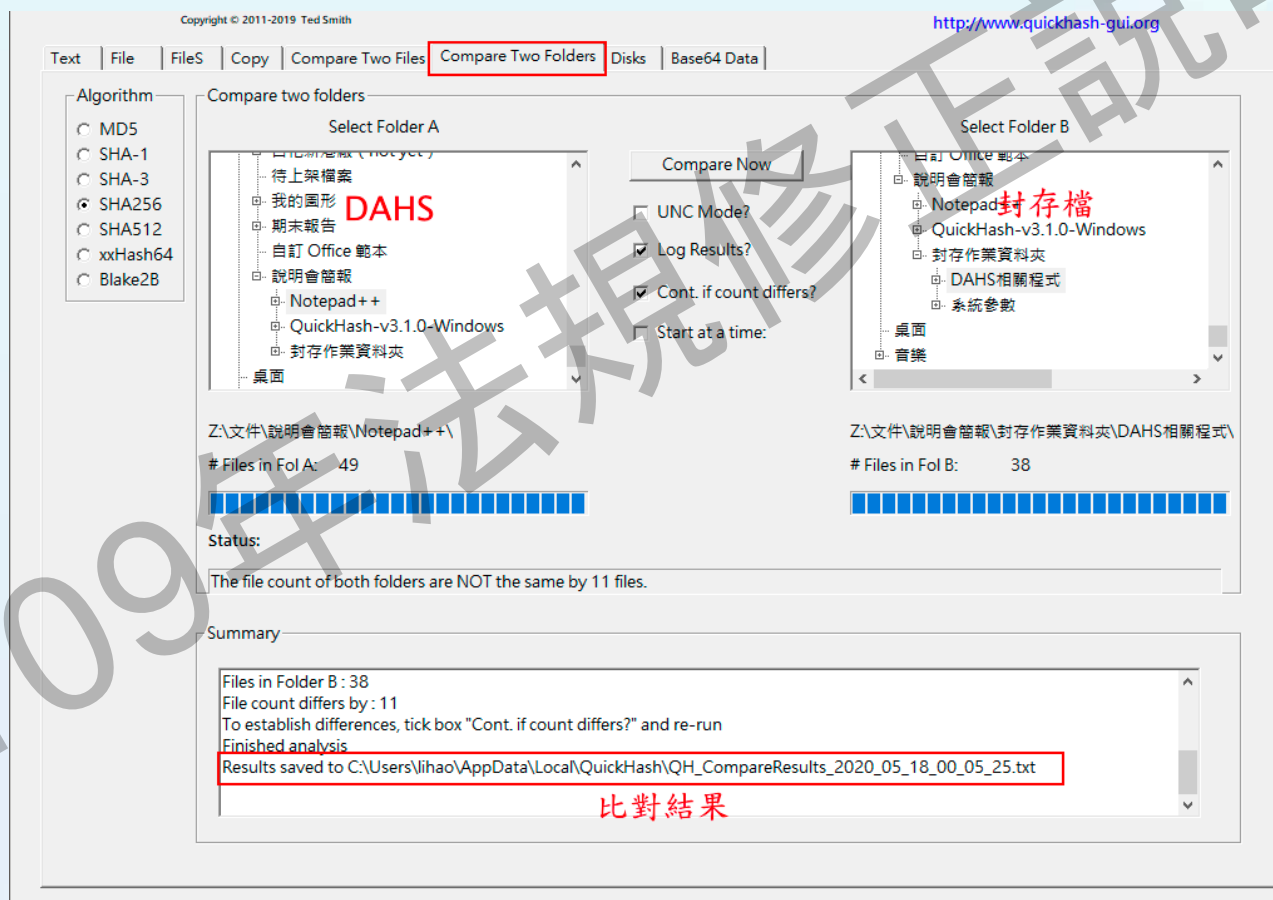 Copyright © 2011-2019 Ted Smith
http://www.quickhash-gui.org
Text File FileS Copy Compare Two Files Compare Two Folders Disks Base64 Data
Algorithm
MD5
SHA-1
SHA-3
SHA256
SHA512
xxHash64
Blake2B
Compare two folders
Select Folder A
待上架檔案
我的圖形
期末報告
自訂 Office 範本
說明會簡報
Notepad++
QuickHash-v3.1.0-Windows
封存作業資料夾
桌面
DAHS
Compare Now
UNC Mode?
Log Results?
Cont. if count differs?
Start at a time:
Select Folder B
自訂 Office 範本
說明會簡報
Notepad++
QuickHash-v3.1.0-Windows
封存作業資料夾
DAHS相關程式
系統參數
桌面
音樂
封存檔
Z:\文件\說明會簡報\Notepad++\
# Files in Fol A: 49
Z:\文件\說明會簡報\封存作業資料夾\DAHS相關程式\
# Files in Fol B: 38
Status:
The file count of both folders are NOT the same by 11 files.
Summary
Files in Folder B : 38
File count differs by : 11
To establish differences, tick box "Cont. if count differs?" and re-run
Finished analysis
Results saved to C:\Users\lihao\AppData\Local\QuickHash\QH_CompareResults_2020_05_18_00_05_25.txt
比對結果
09年法規修正說